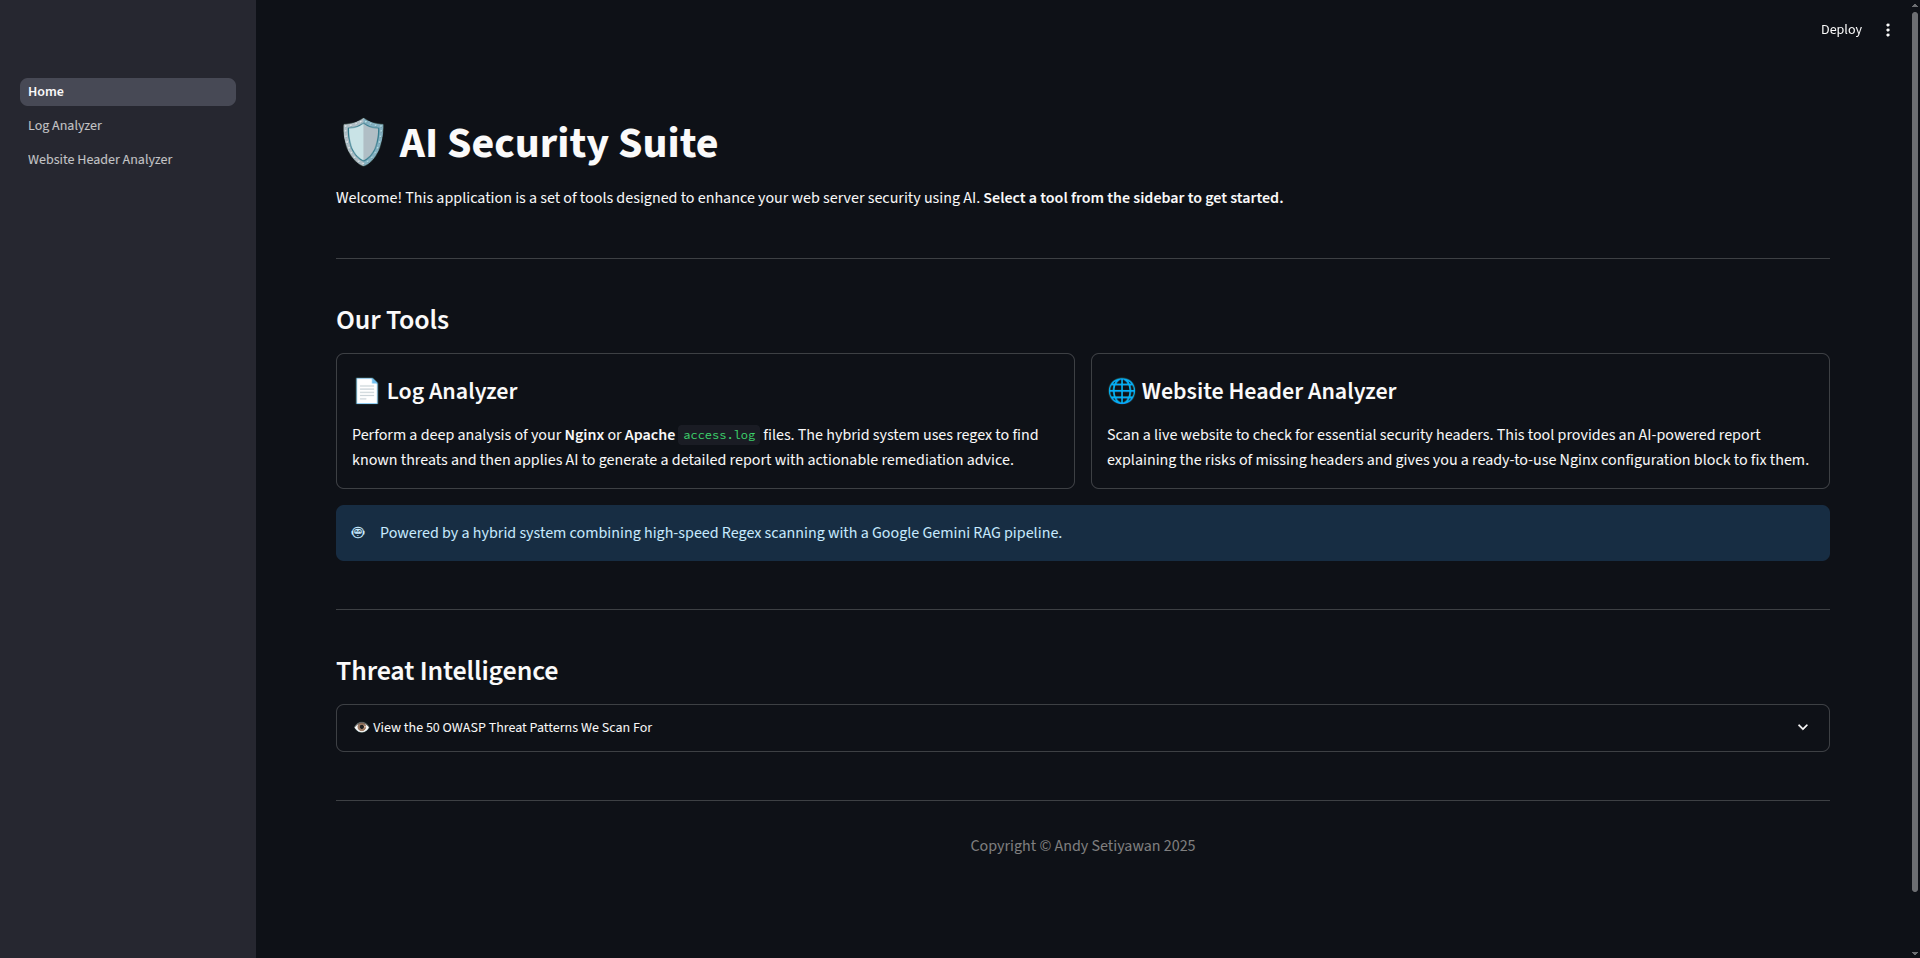 Deploy
Home
Log Analyzer
Website Header Analyzer
AI Security Suite
Welcome! This application is a set of tools designed to enhance your web server security using AI. Select a tool from the sidebar to get started.
Our Tools
Log Analyzer
Perform a deep analysis of your Nginx or Apache access.log files. The hybrid system uses regex to find
known threats and then applies AI to generate a detailed report with actionable remediation advice.
Website Header Analyzer
Scan a live website to check for essential security headers. This tool provides an AI-powered report
explaining the risks of missing headers and gives you a ready-to-use Nginx configuration block to fix them.
Powered by a hybrid system combining high-speed Regex scanning with a Google Gemini RAG pipeline.
Threat Intelligence
View the 50 OWASP Threat Patterns We Scan For
Copyright © Andy Setiyawan 2025